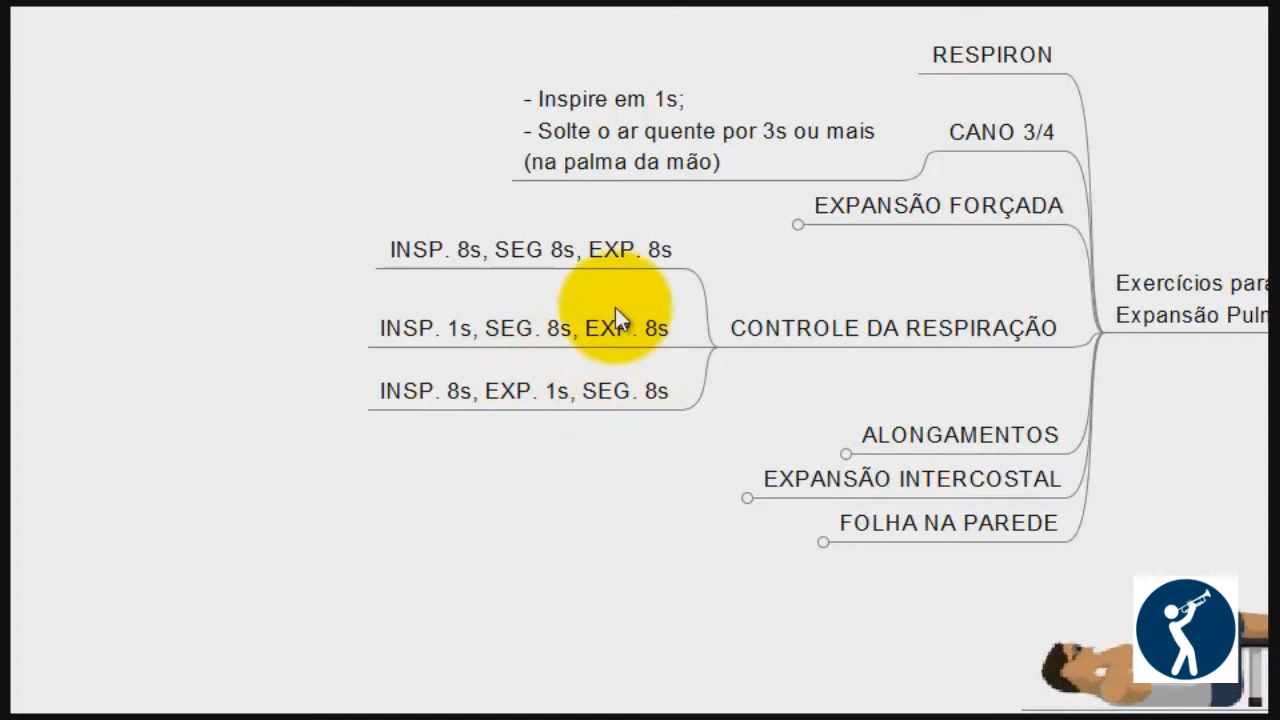 RESPIRON
- Inspire em 1s;
- Solte o ar quente por 3s ou mais
(na palma da mão)
CANO 3/4
EXPANSÃO FORÇADA
INSP. 8s, SEG 8s, EXP. 8s
INSP. 1s, SEG. 8s, EXP. 8s
INSP. 8s, EXP. 1s, SEG. 8s
CONTROLE DA RESPIRAÇÃO
Exercícios para
Expansão Pul
ALONGAMENTOS
EXPANSÃO INTERCOSTAL
FOLHA NA PAREDE